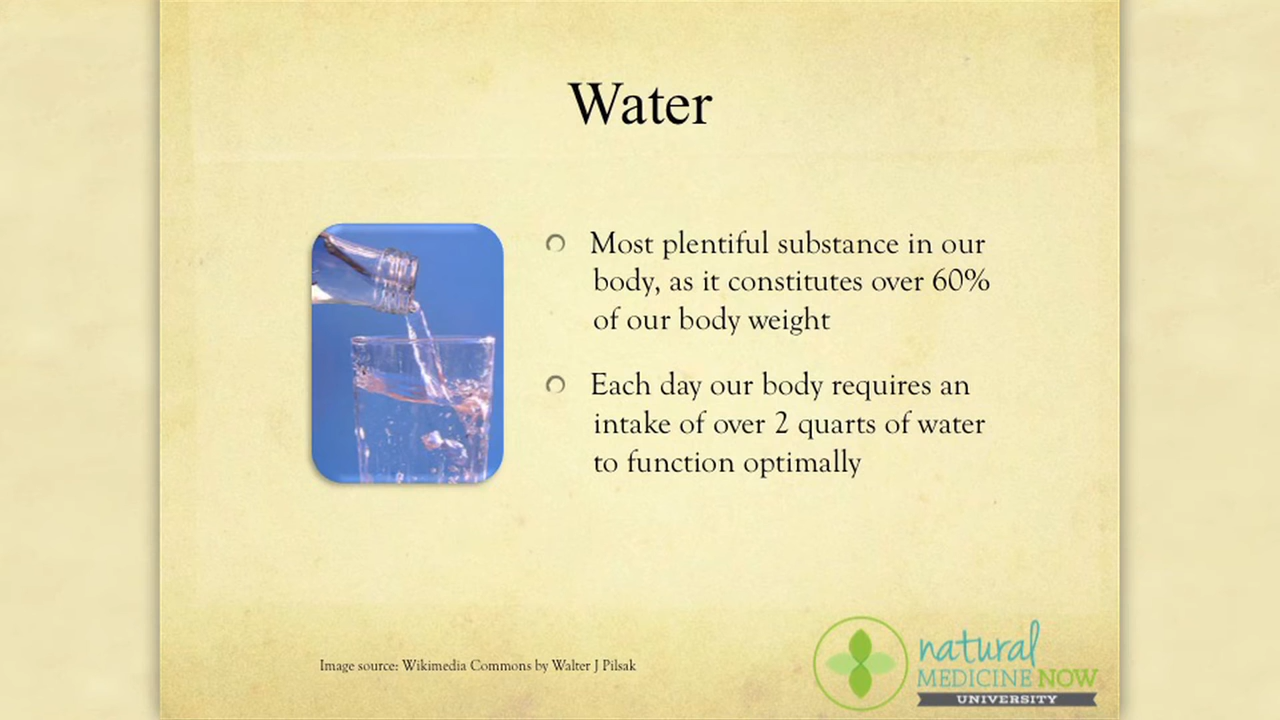 Water
Most plentiful substance in our
body, as it constitutes over 60%
of our body weight
Each day our body requires an
intake of over 2 quarts of water
to function optimally
Image source: Wikimedia Commons by Walter J Pilsak
natural
MEDICINE NOW
UNIVERSITY